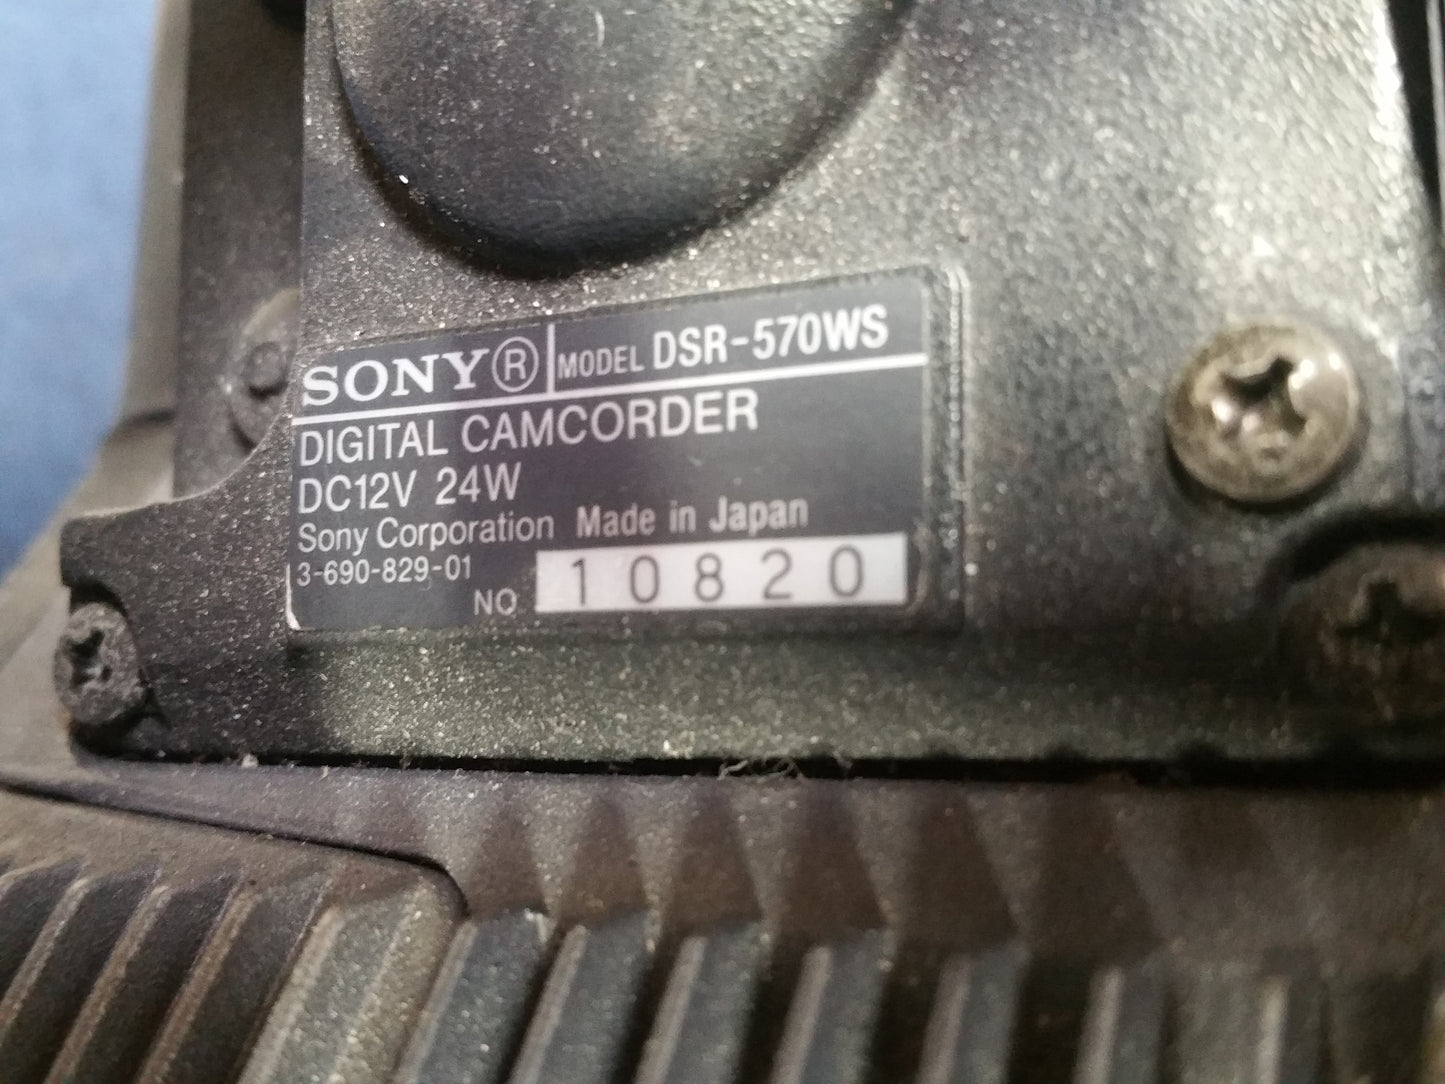 SONY® MODEL DSR-570WS
DIGITAL CAMCORDER
DC12V 24W
Sony Corporation Made in Japan
3-690-829-01
NO 10820